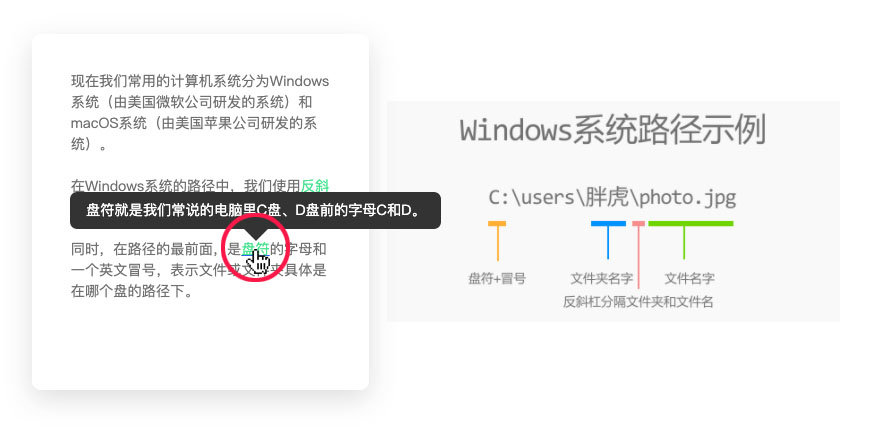 现在我们常用的计算机系统分为Windows
系统（由美国微软公司研发的系统）和
macOS系统（由美国苹果公司研发的系
统）。
在Windows系统的路径中，我们使用反斜
盘符就是我们常说的电脑里C盘、D盘前的字母C和D。
同时，在路径的最前面，是盘符的字母和
一个英文冒号，表示文件或文件夹具体是
在哪个盘的路径下。
Windows系统路径示例
C:\users\胖虎\photo.jpg
盘符+冒号
文件夹名字
文件名字
反斜杠分隔文件夹和文件名